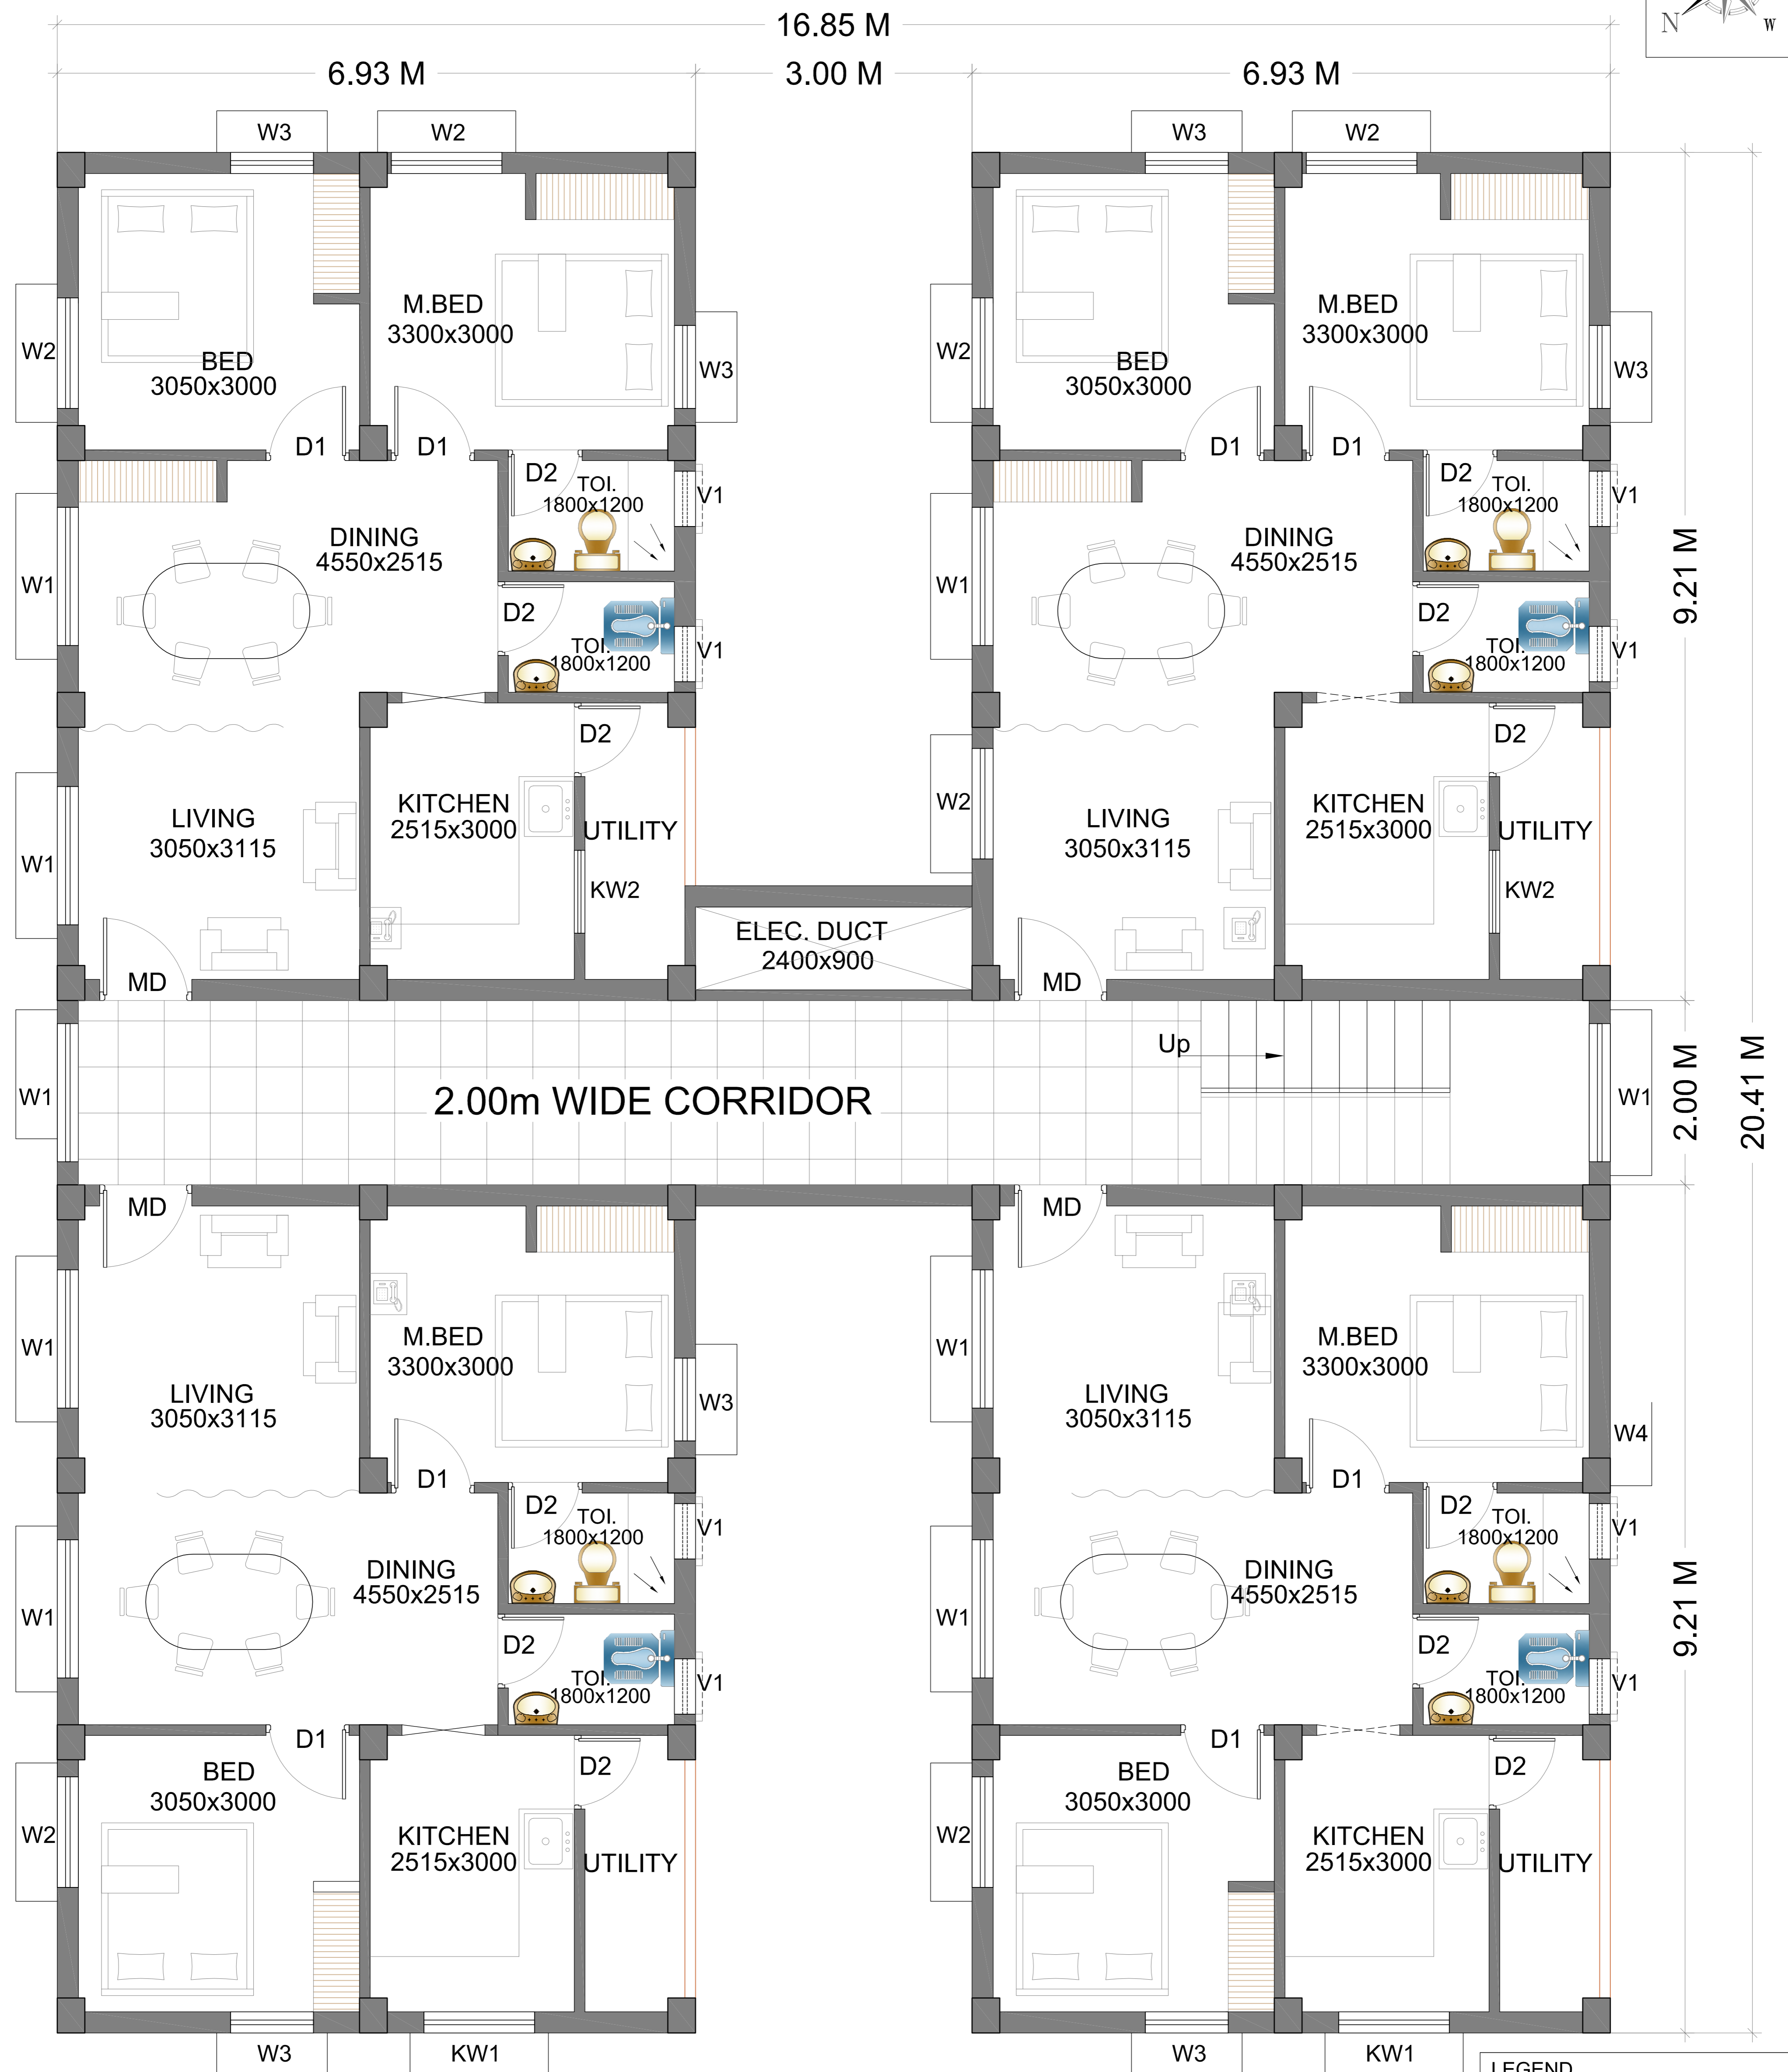 16.85 M
N
W
6.93 M
3.00 M
6.93 M
W3
W2
W3
W2
M.BED
3300x3000
M.BED
3300x3000
W2
BED
3050x3000
W3
W2
BED
3050x3000
W3
D1
D1
D1
D1
D2
TOI.
1800x1200
V1
D2
TOI.
1800x1200
V1
DINING
4550x2515
DINING
4550x2515
9.21 M
W1
W1
D2
TOI.
1800x1200
V1
D2
TOI.
1800x1200
V1
D2
D2
LIVING
3050x3115
KITCHEN
2515x3000
UTILITY
W2
LIVING
3050x3115
KITCHEN
2515x3000
UTILITY
W1
KW2
KW2
ELEC. DUCT
2400x900
MD
MD
Up
W1
2.00m WIDE CORRIDOR
W1
2.00 M
20.41 M
MD
MD
W1
M.BED
3300x3000
W1
M.BED
3300x3000
LIVING
3050x3115
W3
LIVING
3050x3115
W4
D1
D1
D2
TOI.
1800x1200
V1
D2
TOI.
1800x1200
V1
DINING
4550x2515
DINING
4550x2515
9.21 M
W1
W1
D2
TOI.
1800x1200
V1
D2
TOI.
1800x1200
V1
D1
D2
D1
D2
BED
3050x3000
BED
3050x3000
W2
KITCHEN
2515x3000
UTILITY
W2
KITCHEN
2515x3000
UTILITY
W3
KW1
W3
KW1
LEGEND